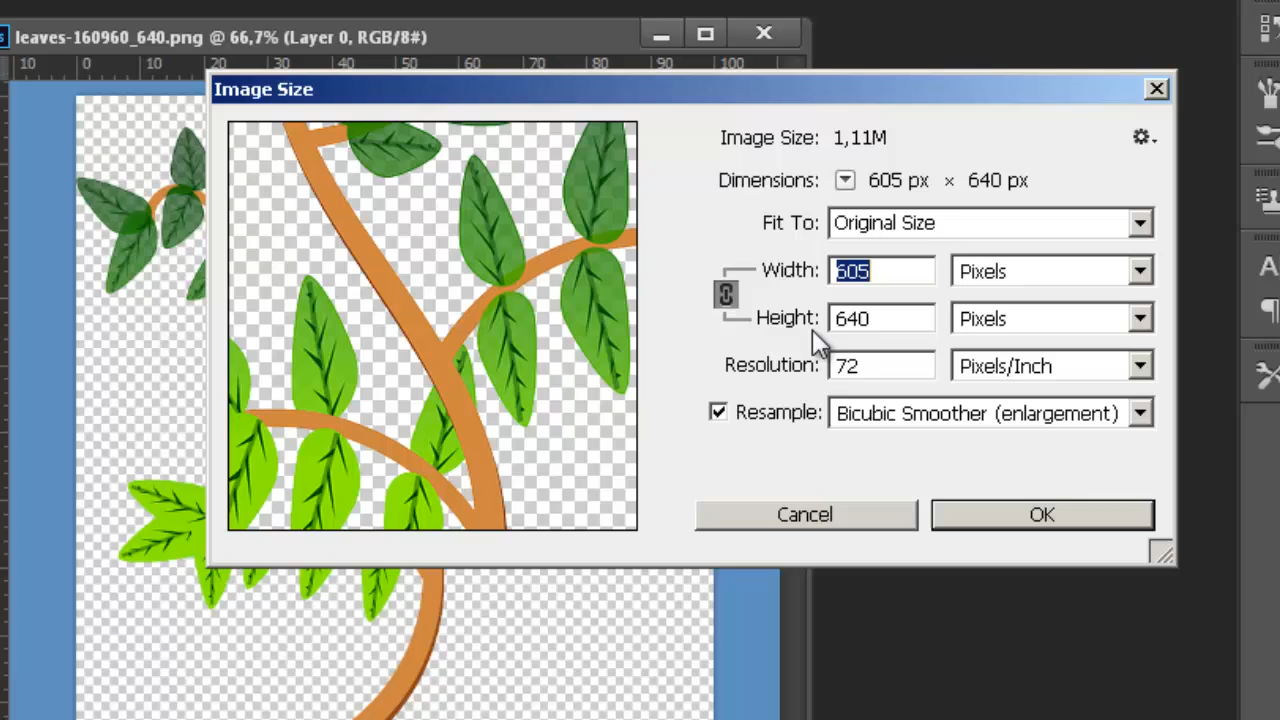 leaves-160960_640.png @ 66,7% (Layer 0, RGB/8#)
10 0 10 20 30 40 50 60 70 80 90 100
Image Size
Image Size: 1,11M
Dimensions: 605 px × 640 px
Fit To: Original Size
Width: 605 Pixels
Height: 640 Pixels
Resolution: 72 Pixels/Inch
Resample: Bicubic Smoother (enlargement)
Cancel OK